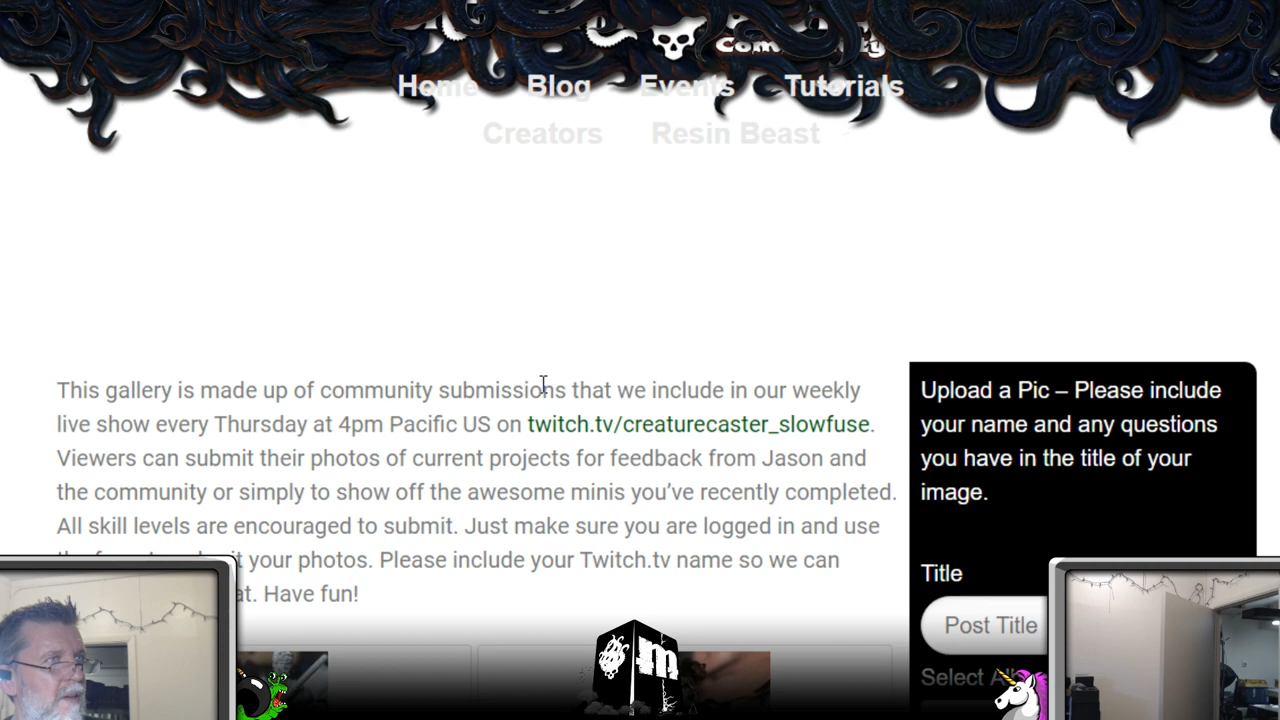 Community
Home Blog Events Tutorials
Creators Resin Beast
This gallery is made up of community submissions that we include in our weekly
live show every Thursday at 4pm Pacific US on twitch.tv/creaturecaster_slowfuse.
Viewers can submit their photos of current projects for feedback from Jason and
the community or simply to show off the awesome minis you’ve recently completed.
All skill levels are encouraged to submit. Just make sure you are logged in and use
your photos. Please include your Twitch.tv name so we can
Have fun!
Upload a Pic – Please include
your name and any questions
you have in the title of your
image.
Title
Post Title
Select
m